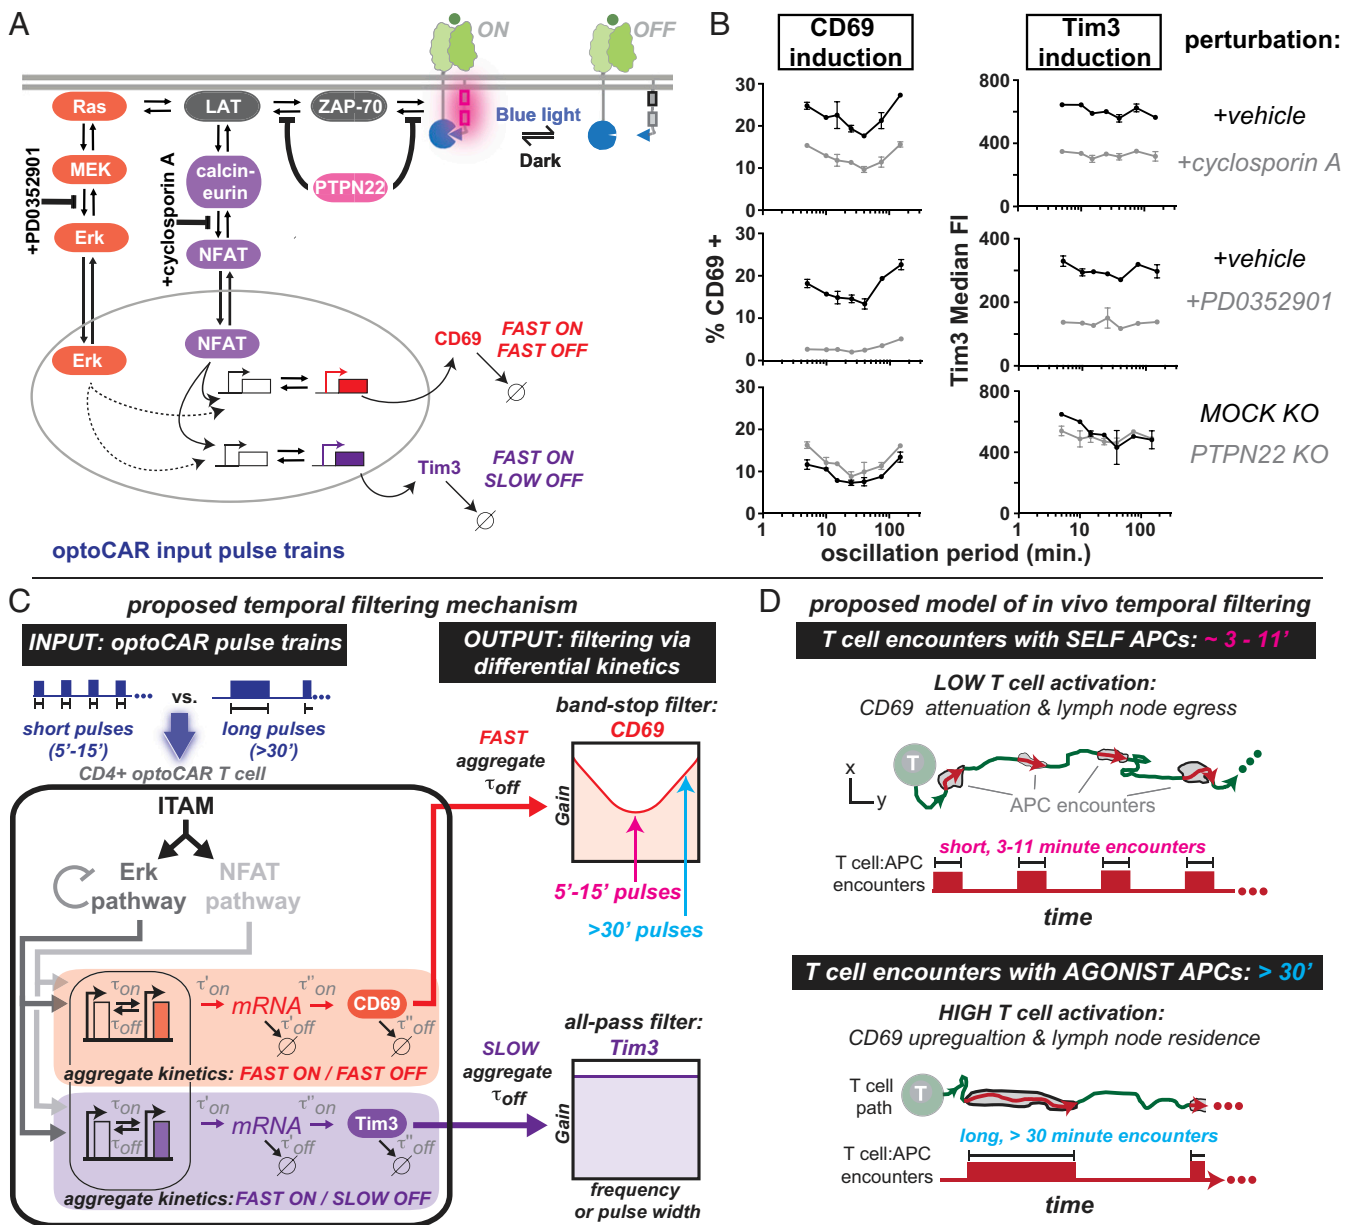 A
ON
OFF
Ras
LAT
ZAP-70
Blue light
Dark
MEK
calcin-
eurin
PTPN22
+PD0352901
+cyclosporin A
Erk
NFAT
Erk
NFAT
CD69
FAST ON
FAST OFF
Tim3
FAST ON
SLOW OFF
optoCAR input pulse trains
B
CD69
induction
Tim3
induction
perturbation:
30
20
10
0
800
400
0
+vehicle
+cyclosporin A
% CD69 +
Tim3 Median FI
30
20
10
0
400
200
0
+vehicle
+PD0352901
30
20
10
0
800
400
0
MOCK KO
PTPN22 KO
1
10
100
1
10
100
oscillation period (min.)
C
proposed temporal filtering mechanism
INPUT: optoCAR pulse trains
OUTPUT: filtering via
differential kinetics
vs.
short pulses
(5'-15')
long pulses
(>30')
CD4+ optoCAR T cell
ITAM
Erk
pathway
NFAT
pathway
τon
τoff
τ'on
mRNA
τ'off
τ"on
CD69
τ"off
aggregate kinetics: FAST ON / FAST OFF
τon
τoff
τ'on
mRNA
τ'off
τ"on
Tim3
τ"off
aggregate kinetics: FAST ON / SLOW OFF
FAST
aggregate
τoff
band-stop filter:
CD69
Gain
5'-15' pulses
>30' pulses
SLOW
aggregate
τoff
all-pass filter:
Tim3
Gain
frequency
or pulse width
D
proposed model of in vivo temporal filtering
T cell encounters with SELF APCs: ~ 3 - 11'
LOW T cell activation:
CD69 attenuation & lymph node egress
T
x
y
APC encounters
short, 3-11 minute encounters
T cell:APC
encounters
time
T cell encounters with AGONIST APCs: > 30'
HIGH T cell activation:
CD69 upregualtion & lymph node residence
T cell
path
T
long, > 30 minute encounters
T cell:APC
encounters
time